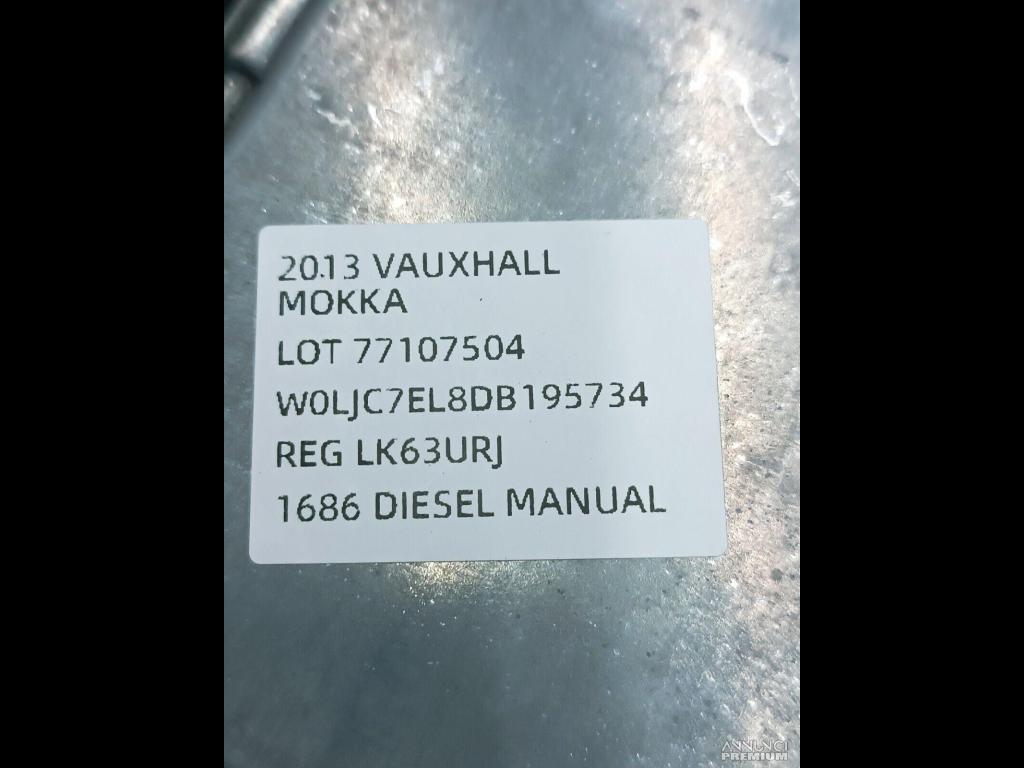 2013 VAUXHALL
MOKKA
LOT 77107504
W0LJC7EL8DB195734
REG LK63URJ
1686 DIESEL MANUAL
ANNUNCI
PREMIUM